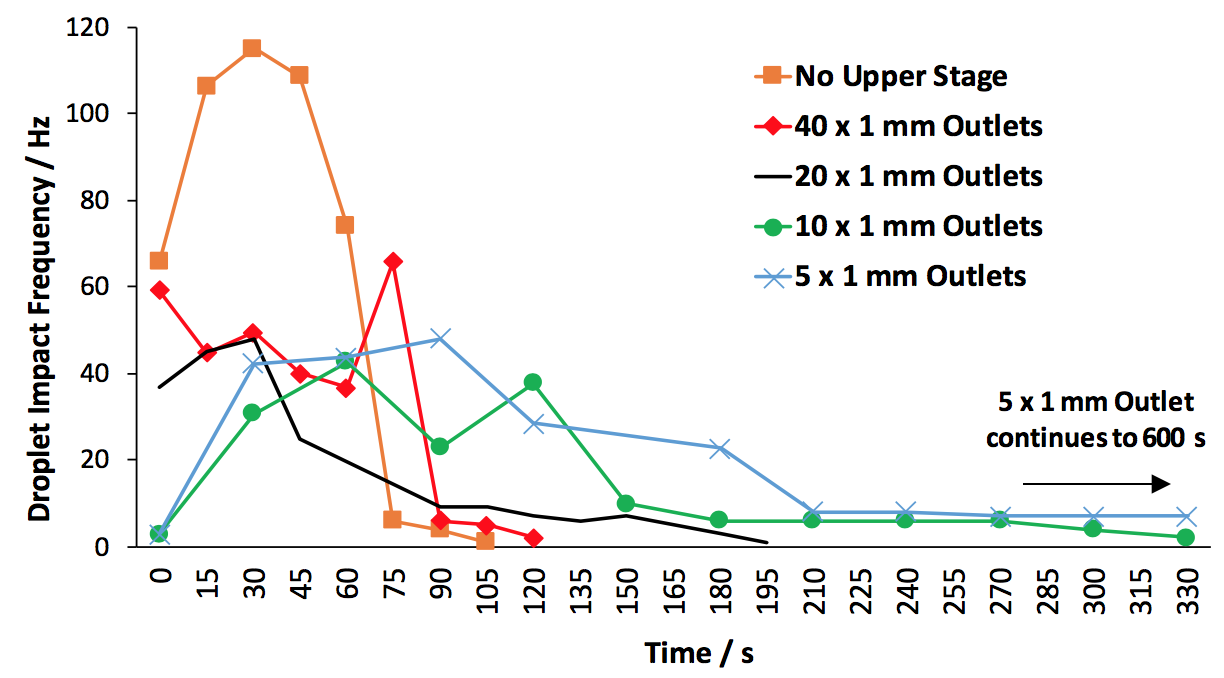 120
100
80
60
40
20
0
Droplet Impact Frequency / Hz
No Upper Stage
40 x 1 mm Outlets
20 x 1 mm Outlets
10 x 1 mm Outlets
5 x 1 mm Outlets
5 x 1 mm Outlet
continues to 600 s
0 15 30 45 60 75 90 105 120 135 150 165 180 195 210 225 240 255 270 285 300 315 330
Time / s